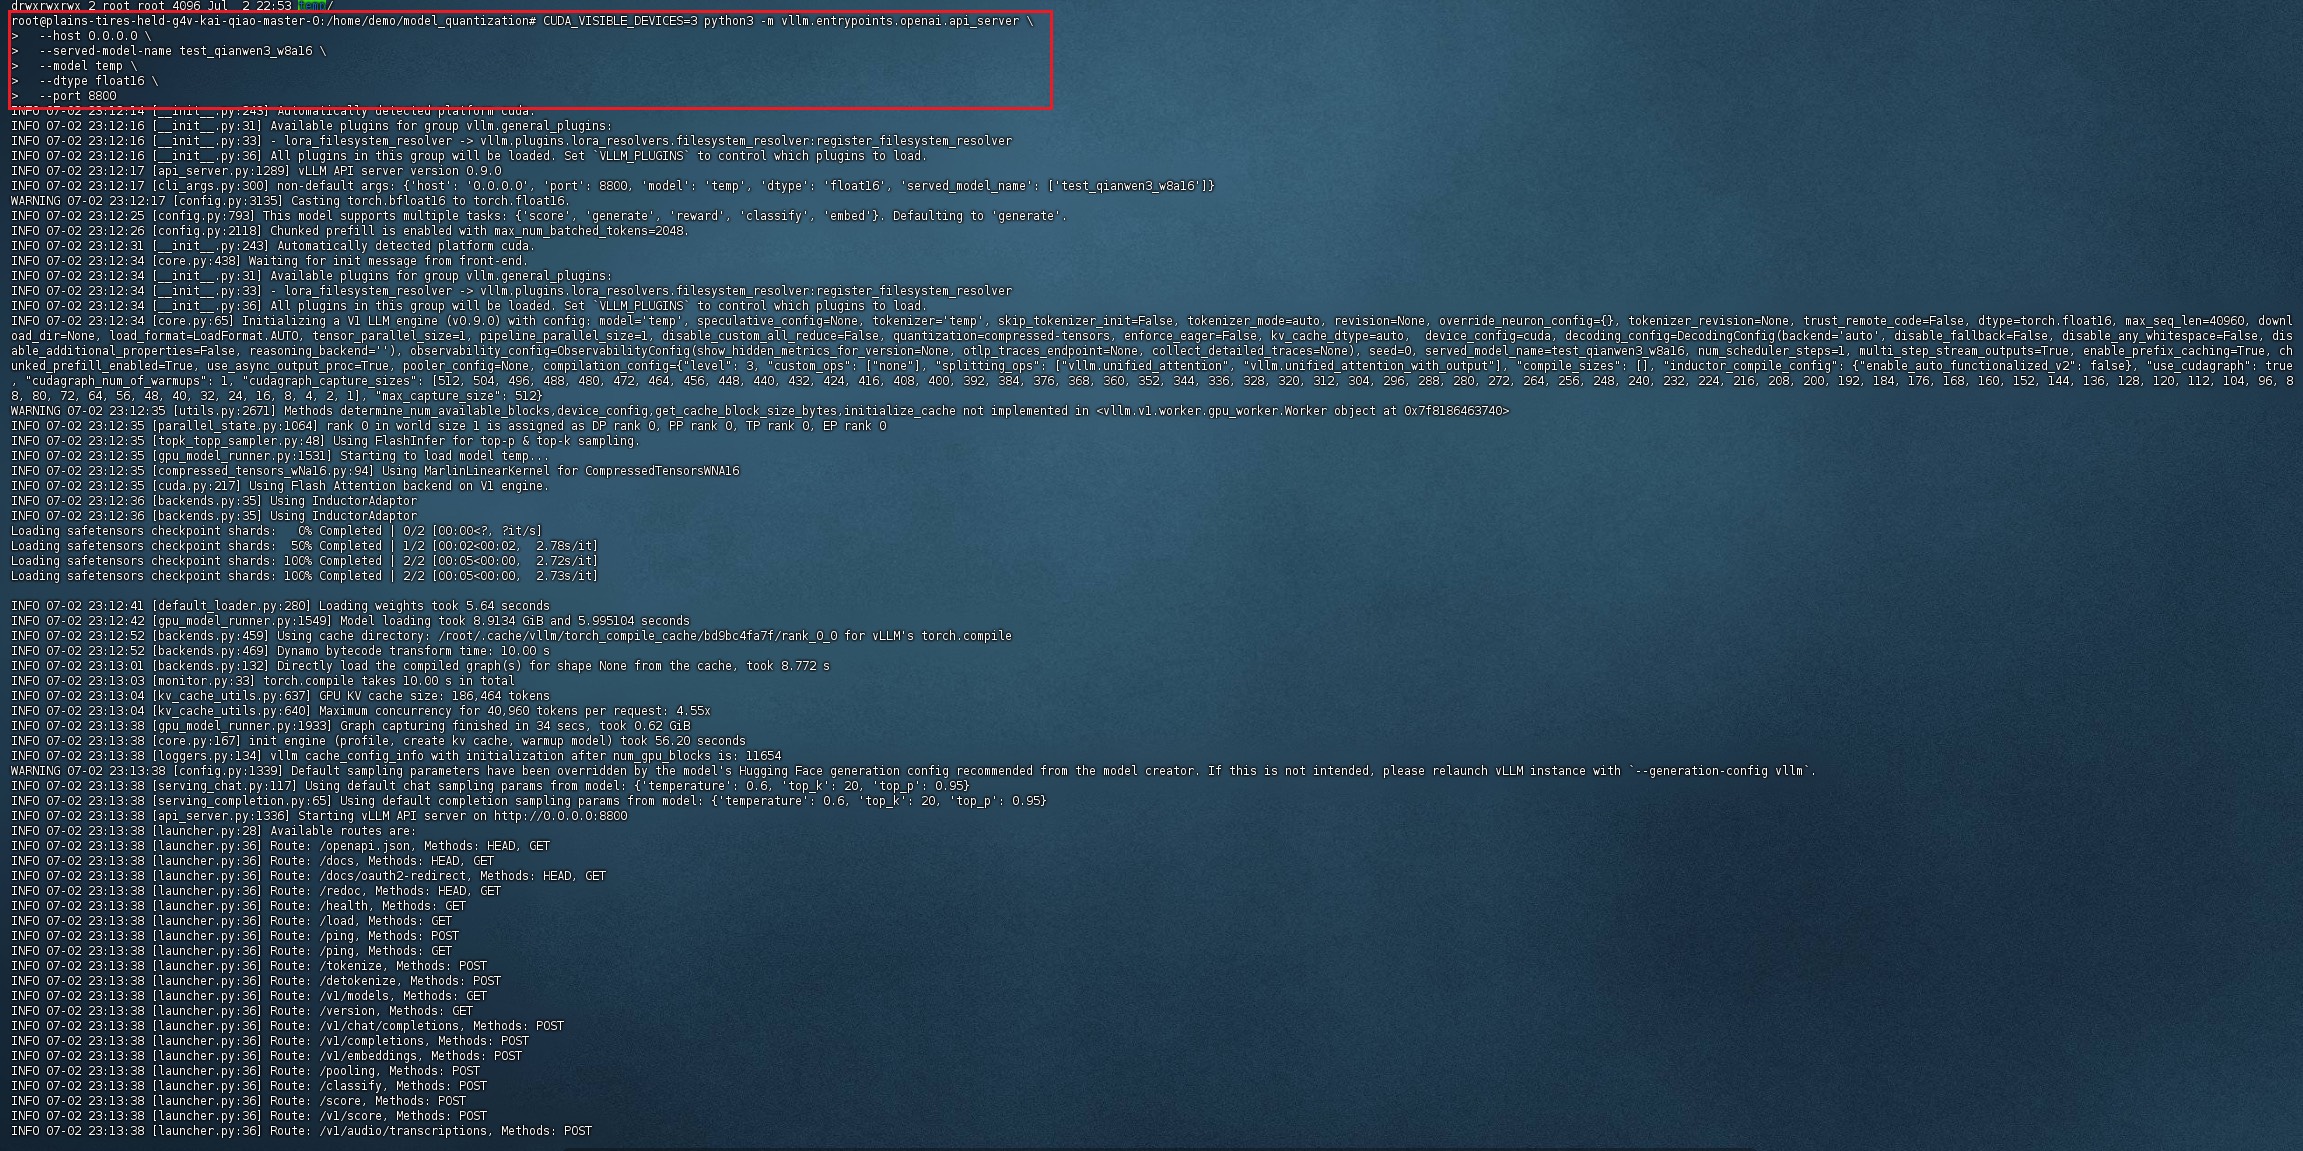 drwxrwxrwx 2 root root 4096 Jul  2 22:53 temp/
root@plains-tires-held-g4v-kai-qiao-master-0:/home/demo/model_quantization# CUDA_VISIBLE_DEVICES=3 python3 -m vllm.entrypoints.openai.api_server \
>   --host 0.0.0.0 \
>   --served-model-name test_qianwen3_w8a16 \
>   --model temp \
>   --dtype float16 \
>   --port 8800
INFO 07-02 23:12:14 [__init__.py:243] Automatically detected platform cuda.
INFO 07-02 23:12:16 [__init__.py:31] Available plugins for group vllm.general_plugins:
INFO 07-02 23:12:16 [__init__.py:33] - lora_filesystem_resolver -> vllm.plugins.lora_resolvers.filesystem_resolver:register_filesystem_resolver
INFO 07-02 23:12:16 [__init__.py:36] All plugins in this group will be loaded. Set `VLLM_PLUGINS` to control which plugins to load.
INFO 07-02 23:12:17 [api_server.py:1289] vLLM API server version 0.9.0
INFO 07-02 23:12:17 [cli_args.py:300] non-default args: {'host': '0.0.0.0', 'port': 8800, 'model': 'temp', 'dtype': 'float16', 'served_model_name': ['test_qianwen3_w8a16']}
WARNING 07-02 23:12:17 [config.py:3135] Casting torch.bfloat16 to torch.float16.
INFO 07-02 23:12:25 [config.py:793] This model supports multiple tasks: {'score', 'generate', 'reward', 'classify', 'embed'}. Defaulting to 'generate'.
INFO 07-02 23:12:26 [config.py:2118] Chunked prefill is enabled with max_num_batched_tokens=2048.
INFO 07-02 23:12:31 [__init__.py:243] Automatically detected platform cuda.
INFO 07-02 23:12:34 [core.py:438] Waiting for init message from front-end.
INFO 07-02 23:12:34 [__init__.py:31] Available plugins for group vllm.general_plugins:
INFO 07-02 23:12:34 [__init__.py:33] - lora_filesystem_resolver -> vllm.plugins.lora_resolvers.filesystem_resolver:register_filesystem_resolver
INFO 07-02 23:12:34 [__init__.py:36] All plugins in this group will be loaded. Set `VLLM_PLUGINS` to control which plugins to load.
INFO 07-02 23:12:34 [core.py:65] Initializing a V1 LLM engine (v0.9.0) with config: model='temp', speculative_config=None, tokenizer='temp', skip_tokenizer_init=False, tokenizer_mode=auto, revision=None, override_neuron_config={}, tokenizer_revision=None, trust_remote_code=False, dtype=torch.float16, max_seq_len=40960, downl
oad_dir=None, load_format=LoadFormat.AUTO, tensor_parallel_size=1, pipeline_parallel_size=1, disable_custom_all_reduce=False, quantization=compressed-tensors, enforce_eager=False, kv_cache_dtype=auto,  device_config=cuda, decoding_config=DecodingConfig(backend='auto', disable_fallback=False, disable_any_whitespace=False, dis
able_additional_properties=False, reasoning_backend=''), observability_config=ObservabilityConfig(show_hidden_metrics_for_version=None, otlp_traces_endpoint=None, collect_detailed_traces=None), seed=0, served_model_name=test_qianwen3_w8a16, num_scheduler_steps=1, multi_step_stream_outputs=True, enable_prefix_caching=True, ch
unked_prefill_enabled=True, use_async_output_proc=True, pooler_config=None, compilation_config={"level": 3, "custom_ops": ["none"], "splitting_ops": ["vllm.unified_attention", "vllm.unified_attention_with_output"], "compile_sizes": [], "inductor_compile_config": {"enable_auto_functionalized_v2": false}, "use_cudagraph": true
, "cudagraph_num_of_warmups": 1, "cudagraph_capture_sizes": [512, 504, 496, 488, 480, 472, 464, 456, 448, 440, 432, 424, 416, 408, 400, 392, 384, 376, 368, 360, 352, 344, 336, 328, 320, 312, 304, 296, 288, 280, 272, 264, 256, 248, 240, 232, 224, 216, 208, 200, 192, 184, 176, 168, 160, 152, 144, 136, 128, 120, 112, 104, 96, 8
8, 80, 72, 64, 56, 48, 40, 32, 24, 16, 8, 4, 2, 1], "max_capture_size": 512}
WARNING 07-02 23:12:35 [utils.py:2671] Methods determine_num_available_blocks,device_config,get_cache_block_size_bytes,initialize_cache not implemented in <vllm.v1.worker.gpu_worker.Worker object at 0x7f8186463740>
INFO 07-02 23:12:35 [parallel_state.py:1064] rank 0 in world size 1 is assigned as DP rank 0, PP rank 0, TP rank 0, EP rank 0
INFO 07-02 23:12:35 [topk_topp_sampler.py:48] Using FlashInfer for top-p & top-k sampling.
INFO 07-02 23:12:35 [gpu_model_runner.py:1531] Starting to load model temp...
INFO 07-02 23:12:35 [compressed_tensors_wNa16.py:94] Using MarlinLinearKernel for CompressedTensorsWNA16
INFO 07-02 23:12:35 [cuda.py:217] Using Flash Attention backend on V1 engine.
INFO 07-02 23:12:36 [backends.py:35] Using InductorAdaptor
INFO 07-02 23:12:36 [backends.py:35] Using InductorAdaptor
Loading safetensors checkpoint shards:   0% Completed | 0/2 [00:00<?, ?it/s]
Loading safetensors checkpoint shards:  50% Completed | 1/2 [00:02<00:02,  2.78s/it]
Loading safetensors checkpoint shards: 100% Completed | 2/2 [00:05<00:00,  2.72s/it]
Loading safetensors checkpoint shards: 100% Completed | 2/2 [00:05<00:00,  2.73s/it]
INFO 07-02 23:12:41 [default_loader.py:280] Loading weights took 5.64 seconds
INFO 07-02 23:12:42 [gpu_model_runner.py:1549] Model loading took 8.9134 GiB and 5.995104 seconds
INFO 07-02 23:12:52 [backends.py:459] Using cache directory: /root/.cache/vllm/torch_compile_cache/bd9bc4fa7f/rank_0_0 for vLLM's torch.compile
INFO 07-02 23:12:52 [backends.py:469] Dynamo bytecode transform time: 10.00 s
INFO 07-02 23:13:01 [backends.py:132] Directly load the compiled graph(s) for shape None from the cache, took 8.772 s
INFO 07-02 23:13:03 [monitor.py:33] torch.compile takes 10.00 s in total
INFO 07-02 23:13:04 [kv_cache_utils.py:637] GPU KV cache size: 186,464 tokens
INFO 07-02 23:13:04 [kv_cache_utils.py:640] Maximum concurrency for 40,960 tokens per request: 4.55x
INFO 07-02 23:13:38 [gpu_model_runner.py:1933] Graph capturing finished in 34 secs, took 0.62 GiB
INFO 07-02 23:13:38 [core.py:167] init engine (profile, create kv cache, warmup model) took 56.20 seconds
INFO 07-02 23:13:38 [loggers.py:134] vllm cache_config_info with initialization after num_gpu_blocks is: 11654
WARNING 07-02 23:13:38 [config.py:1339] Default sampling parameters have been overridden by the model's Hugging Face generation config recommended from the model creator. If this is not intended, please relaunch vLLM instance with `--generation-config vllm`.
INFO 07-02 23:13:38 [serving_chat.py:117] Using default chat sampling params from model: {'temperature': 0.6, 'top_k': 20, 'top_p': 0.95}
INFO 07-02 23:13:38 [serving_completion.py:65] Using default completion sampling params from model: {'temperature': 0.6, 'top_k': 20, 'top_p': 0.95}
INFO 07-02 23:13:38 [api_server.py:1336] Starting vLLM API server on http://0.0.0.0:8800
INFO 07-02 23:13:38 [launcher.py:28] Available routes are:
INFO 07-02 23:13:38 [launcher.py:36] Route: /openapi.json, Methods: HEAD, GET
INFO 07-02 23:13:38 [launcher.py:36] Route: /docs, Methods: HEAD, GET
INFO 07-02 23:13:38 [launcher.py:36] Route: /docs/oauth2-redirect, Methods: HEAD, GET
INFO 07-02 23:13:38 [launcher.py:36] Route: /redoc, Methods: HEAD, GET
INFO 07-02 23:13:38 [launcher.py:36] Route: /health, Methods: GET
INFO 07-02 23:13:38 [launcher.py:36] Route: /load, Methods: GET
INFO 07-02 23:13:38 [launcher.py:36] Route: /ping, Methods: POST
INFO 07-02 23:13:38 [launcher.py:36] Route: /ping, Methods: GET
INFO 07-02 23:13:38 [launcher.py:36] Route: /tokenize, Methods: POST
INFO 07-02 23:13:38 [launcher.py:36] Route: /detokenize, Methods: POST
INFO 07-02 23:13:38 [launcher.py:36] Route: /v1/models, Methods: GET
INFO 07-02 23:13:38 [launcher.py:36] Route: /version, Methods: GET
INFO 07-02 23:13:38 [launcher.py:36] Route: /v1/chat/completions, Methods: POST
INFO 07-02 23:13:38 [launcher.py:36] Route: /v1/completions, Methods: POST
INFO 07-02 23:13:38 [launcher.py:36] Route: /v1/embeddings, Methods: POST
INFO 07-02 23:13:38 [launcher.py:36] Route: /pooling, Methods: POST
INFO 07-02 23:13:38 [launcher.py:36] Route: /classify, Methods: POST
INFO 07-02 23:13:38 [launcher.py:36] Route: /score, Methods: POST
INFO 07-02 23:13:38 [launcher.py:36] Route: /v1/score, Methods: POST
INFO 07-02 23:13:38 [launcher.py:36] Route: /v1/audio/transcriptions, Methods: POST